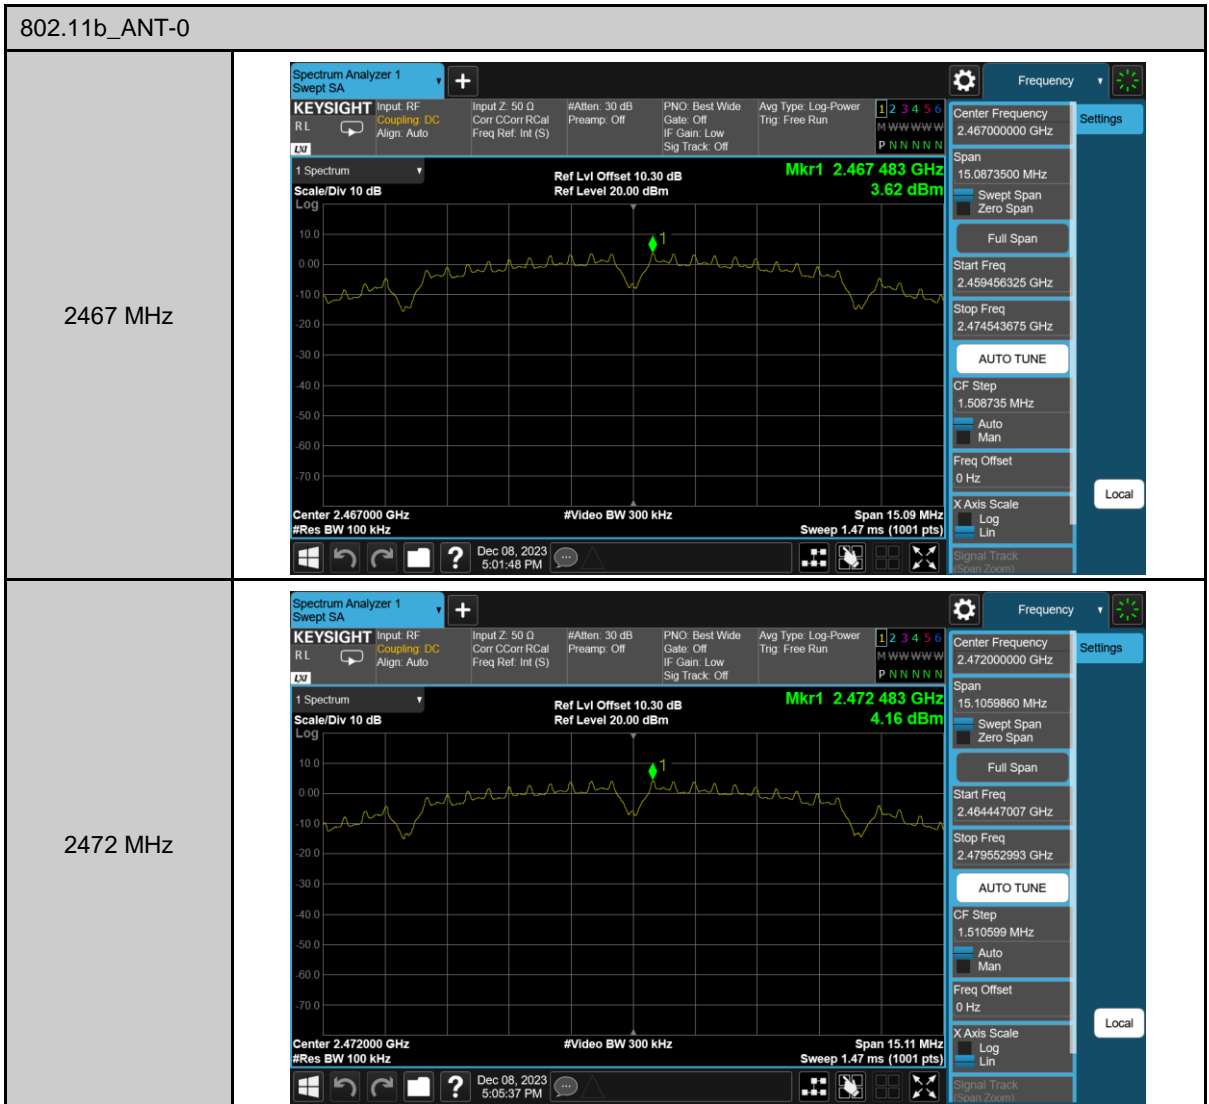 802.11b_ANT-0
2467 MHz
Spectrum Analyzer 1
Swept SA
Frequency
KEYSIGHT
RL
LXI
Input: RF
Coupling: DC
Align: Auto
Input Z: 50 Ω
Corr CCorr RCal
Freq Ref: Int (S)
#Atten: 30 dB
Preamp: Off
PNO: Best Wide
Gate: Off
IF Gain: Low
Sig Track: Off
Avg Type: Log-Power
Trig: Free Run
1 2 3 4 5 6
M W W W W W
P N N N N N
1 Spectrum
Scale/Div 10 dB
Log
Ref Lvl Offset 10.30 dB
Ref Level 20.00 dBm
Mkr1 2.467 483 GHz
3.62 dBm
1
10.0
0.00
-10.0
-20.0
-30.0
-40.0
-50.0
-60.0
-70.0
Center 2.467000 GHz
#Res BW 100 kHz
#Video BW 300 kHz
Span 15.09 MHz
Sweep 1.47 ms (1001 pts)
Dec 08, 2023
5:01:48 PM
Center Frequency
2.467000000 GHz
Settings
Span
15.0873500 MHz
Swept Span
Zero Span
Full Span
Start Freq
2.459456325 GHz
Stop Freq
2.474543675 GHz
AUTO TUNE
CF Step
1.508735 MHz
Auto
Man
Freq Offset
0 Hz
X Axis Scale
Log
Lin
Signal Track
(Span Zoom)
Local
2472 MHz
Spectrum Analyzer 1
Swept SA
Frequency
KEYSIGHT
RL
LXI
Input: RF
Coupling: DC
Align: Auto
Input Z: 50 Ω
Corr CCorr RCal
Freq Ref: Int (S)
#Atten: 30 dB
Preamp: Off
PNO: Best Wide
Gate: Off
IF Gain: Low
Sig Track: Off
Avg Type: Log-Power
Trig: Free Run
1 2 3 4 5 6
M W W W W W
P N N N N N
1 Spectrum
Scale/Div 10 dB
Log
Ref Lvl Offset 10.30 dB
Ref Level 20.00 dBm
Mkr1 2.472 483 GHz
4.16 dBm
1
10.0
0.00
-10.0
-20.0
-30.0
-40.0
-50.0
-60.0
-70.0
Center 2.472000 GHz
#Res BW 100 kHz
#Video BW 300 kHz
Span 15.11 MHz
Sweep 1.47 ms (1001 pts)
Dec 08, 2023
5:05:37 PM
Center Frequency
2.472000000 GHz
Settings
Span
15.1059860 MHz
Swept Span
Zero Span
Full Span
Start Freq
2.464447007 GHz
Stop Freq
2.479552993 GHz
AUTO TUNE
CF Step
1.510599 MHz
Auto
Man
Freq Offset
0 Hz
X Axis Scale
Log
Lin
Signal Track
(Span Zoom)
Local